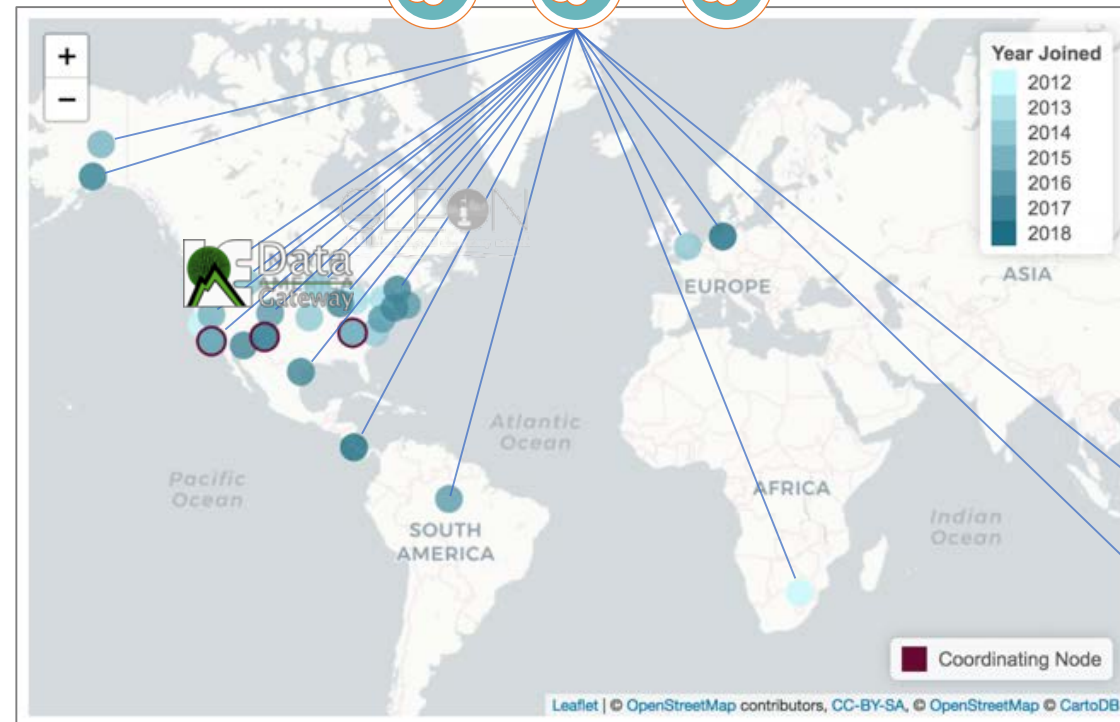 +
−
Year Joined
2012
2013
2014
2015
2016
2017
2018
GLEON
i
Data
Gateway
EUROPE
ASIA
Atlantic
Ocean
Pacific
Ocean
AFRICA
SOUTH
AMERICA
Indian
Ocean
Coordinating Node
Leaflet | © OpenStreetMap contributors, CC-BY-SA, © OpenStreetMap © CartoDB